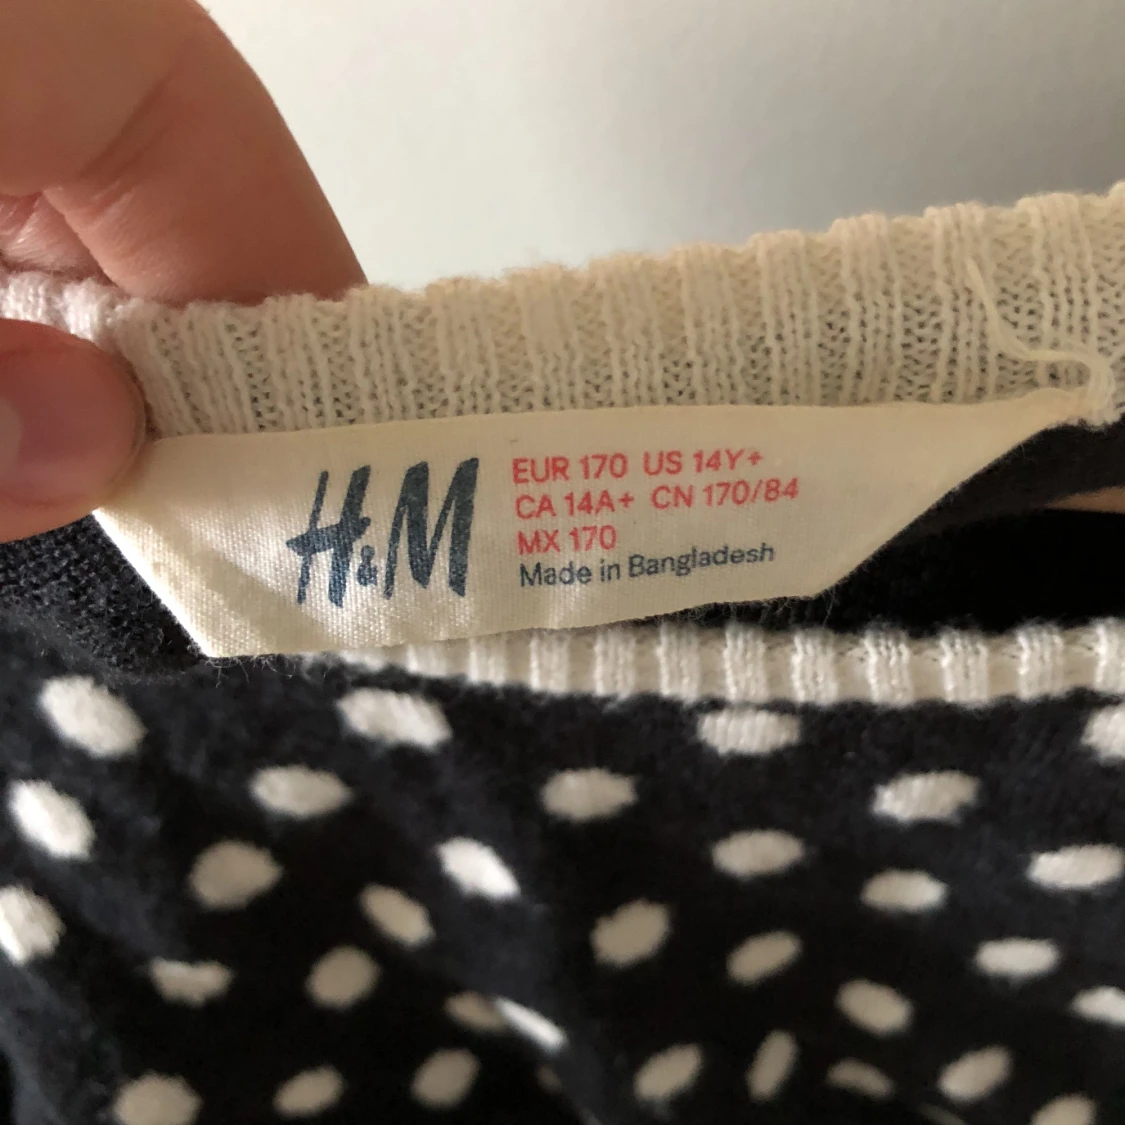 H&M
EUR 170 US 14Y+
CA 14A+ CN 170/84
MX 170
Made in Bangladesh